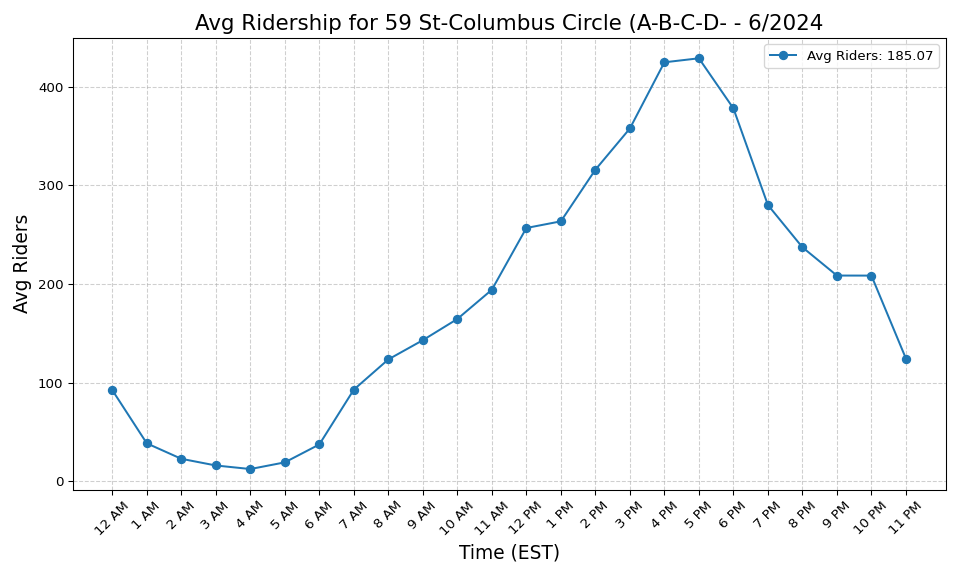 Avg Ridership for 59 St-Columbus Circle (A-B-C-D- - 6/2024
Avg Riders: 185.07
Avg Riders
400
300
200
100
0
12 AM
1 AM
2 AM
3 AM
4 AM
5 AM
6 AM
7 AM
8 AM
9 AM
10 AM
11 AM
12 PM
1 PM
2 PM
3 PM
4 PM
5 PM
6 PM
7 PM
8 PM
9 PM
10 PM
11 PM
Time (EST)